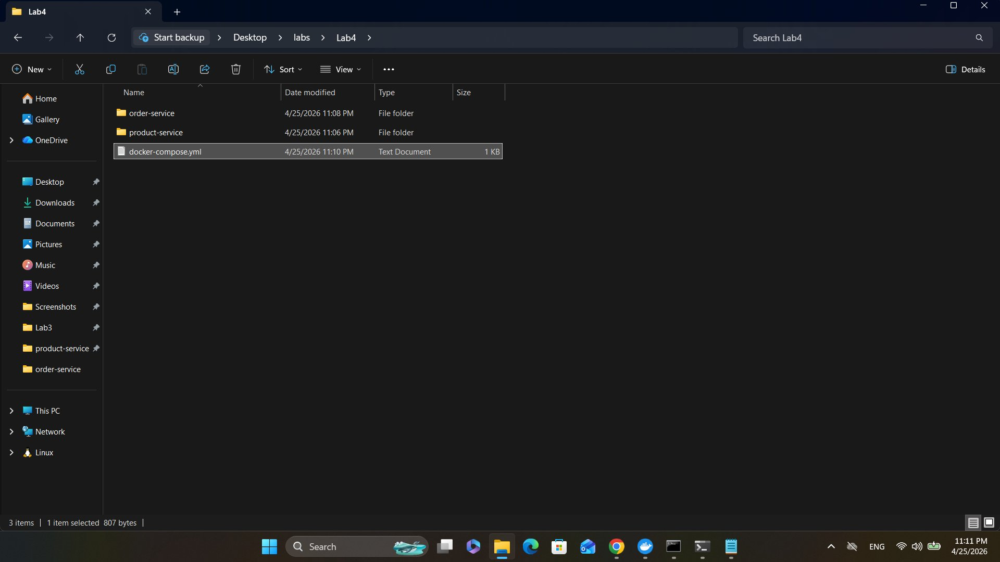 Lab4
Start backup
Desktop
labs
Lab4
Search Lab4
New
Sort
View
Details
Name Date modified Type Size
order-service 4/25/2026 11:08 PM File folder
product-service 4/25/2026 11:06 PM File folder
docker-compose.yml 4/25/2026 11:10 PM Text Document 1 KB
Home
Gallery
OneDrive
Desktop
Downloads
Documents
Pictures
Music
Videos
Screenshots
Lab3
product-service
order-service
This PC
Network
Linux
3 items 1 item selected 807 bytes
Search
ENG
11:11 PM
4/25/2026